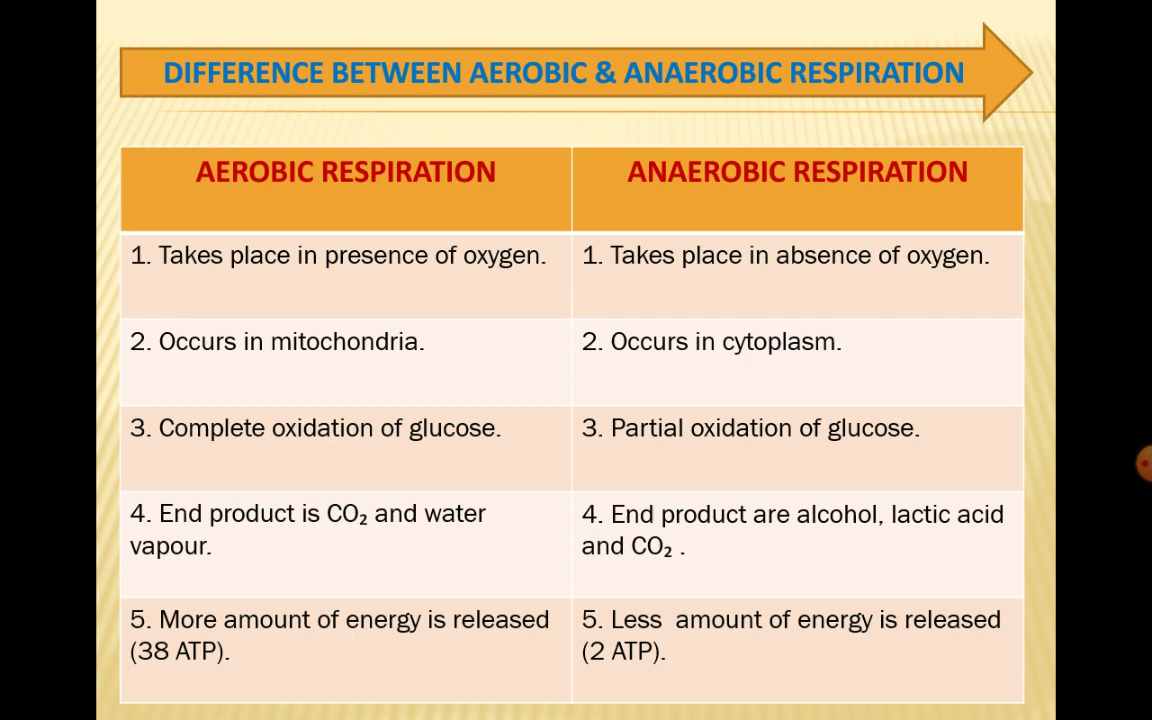 DIFFERENCE BETWEEN AEROBIC & ANAEROBIC RESPIRATION
AEROBIC RESPIRATION
ANAEROBIC RESPIRATION
1. Takes place in presence of oxygen.
1. Takes place in absence of oxygen.
2. Occurs in mitochondria.
2. Occurs in cytoplasm.
3. Complete oxidation of glucose.
3. Partial oxidation of glucose.
4. End product is CO₂ and water
vapour.
4. End product are alcohol, lactic acid
and CO₂ .
5. More amount of energy is released
(38 ATP).
5. Less  amount of energy is released
(2 ATP).